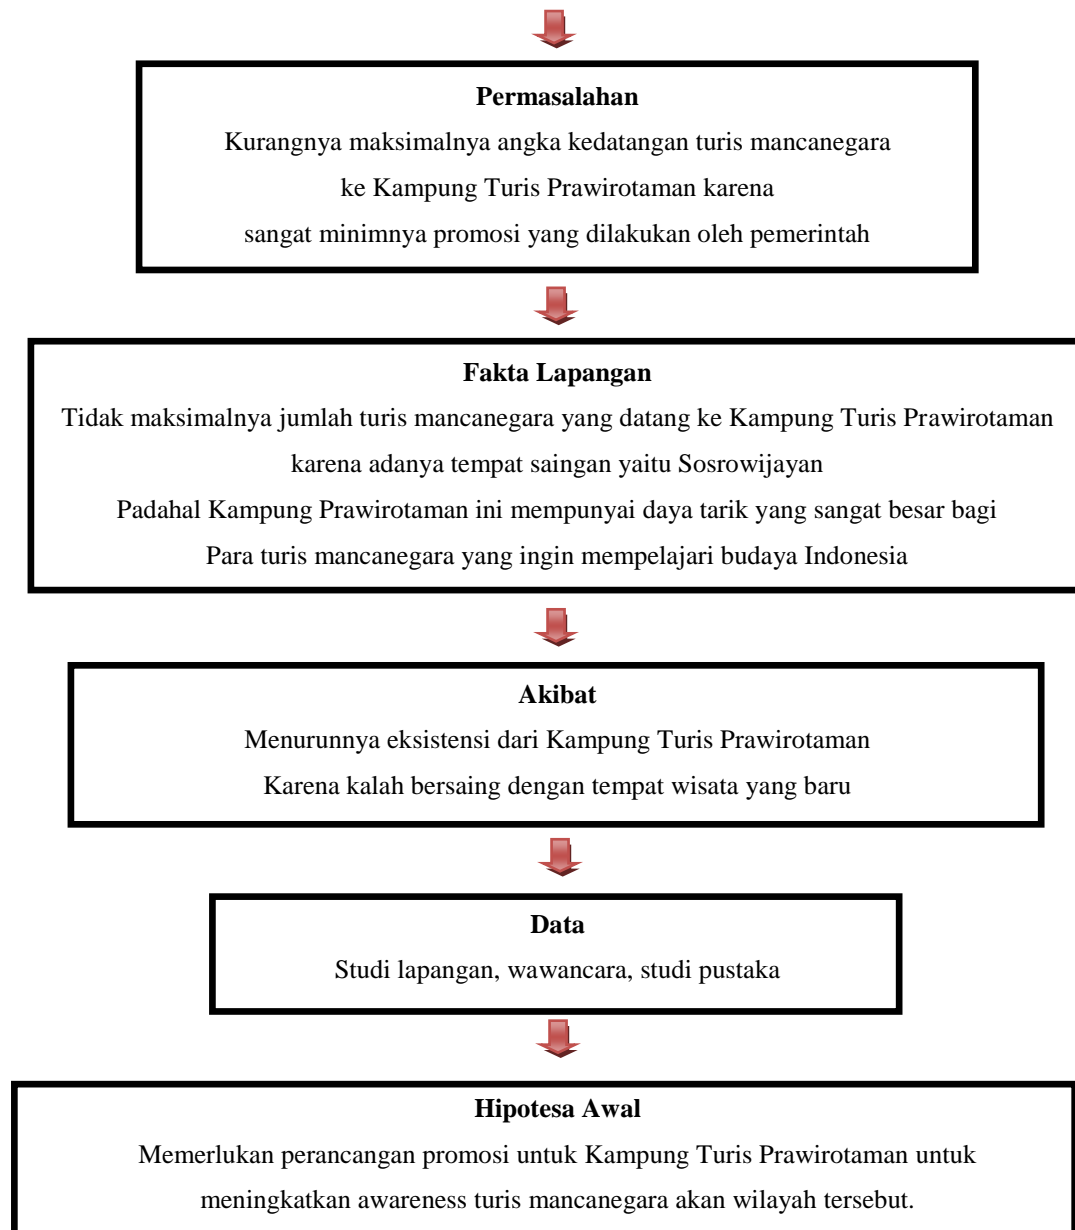 Permasalahan
Kurangnya maksimalnya angka kedatangan turis mancanegara
ke Kampung Turis Prawirotaman karena
sangat minimnya promosi yang dilakukan oleh pemerintah
Fakta Lapangan
Tidak maksimalnya jumlah turis mancanegara yang datang ke Kampung Turis Prawirotaman
karena adanya tempat saingan yaitu Sosrowijayan
Padahal Kampung Prawirotaman ini mempunyai daya tarik yang sangat besar bagi
Para turis mancanegara yang ingin mempelajari budaya Indonesia
Akibat
Menurunnya eksistensi dari Kampung Turis Prawirotaman
Karena kalah bersaing dengan tempat wisata yang baru
Data
Studi lapangan, wawancara, studi pustaka
Hipotesa Awal
Memerlukan perancangan promosi untuk Kampung Turis Prawirotaman untuk
meningkatkan awareness turis mancanegara akan wilayah tersebut.